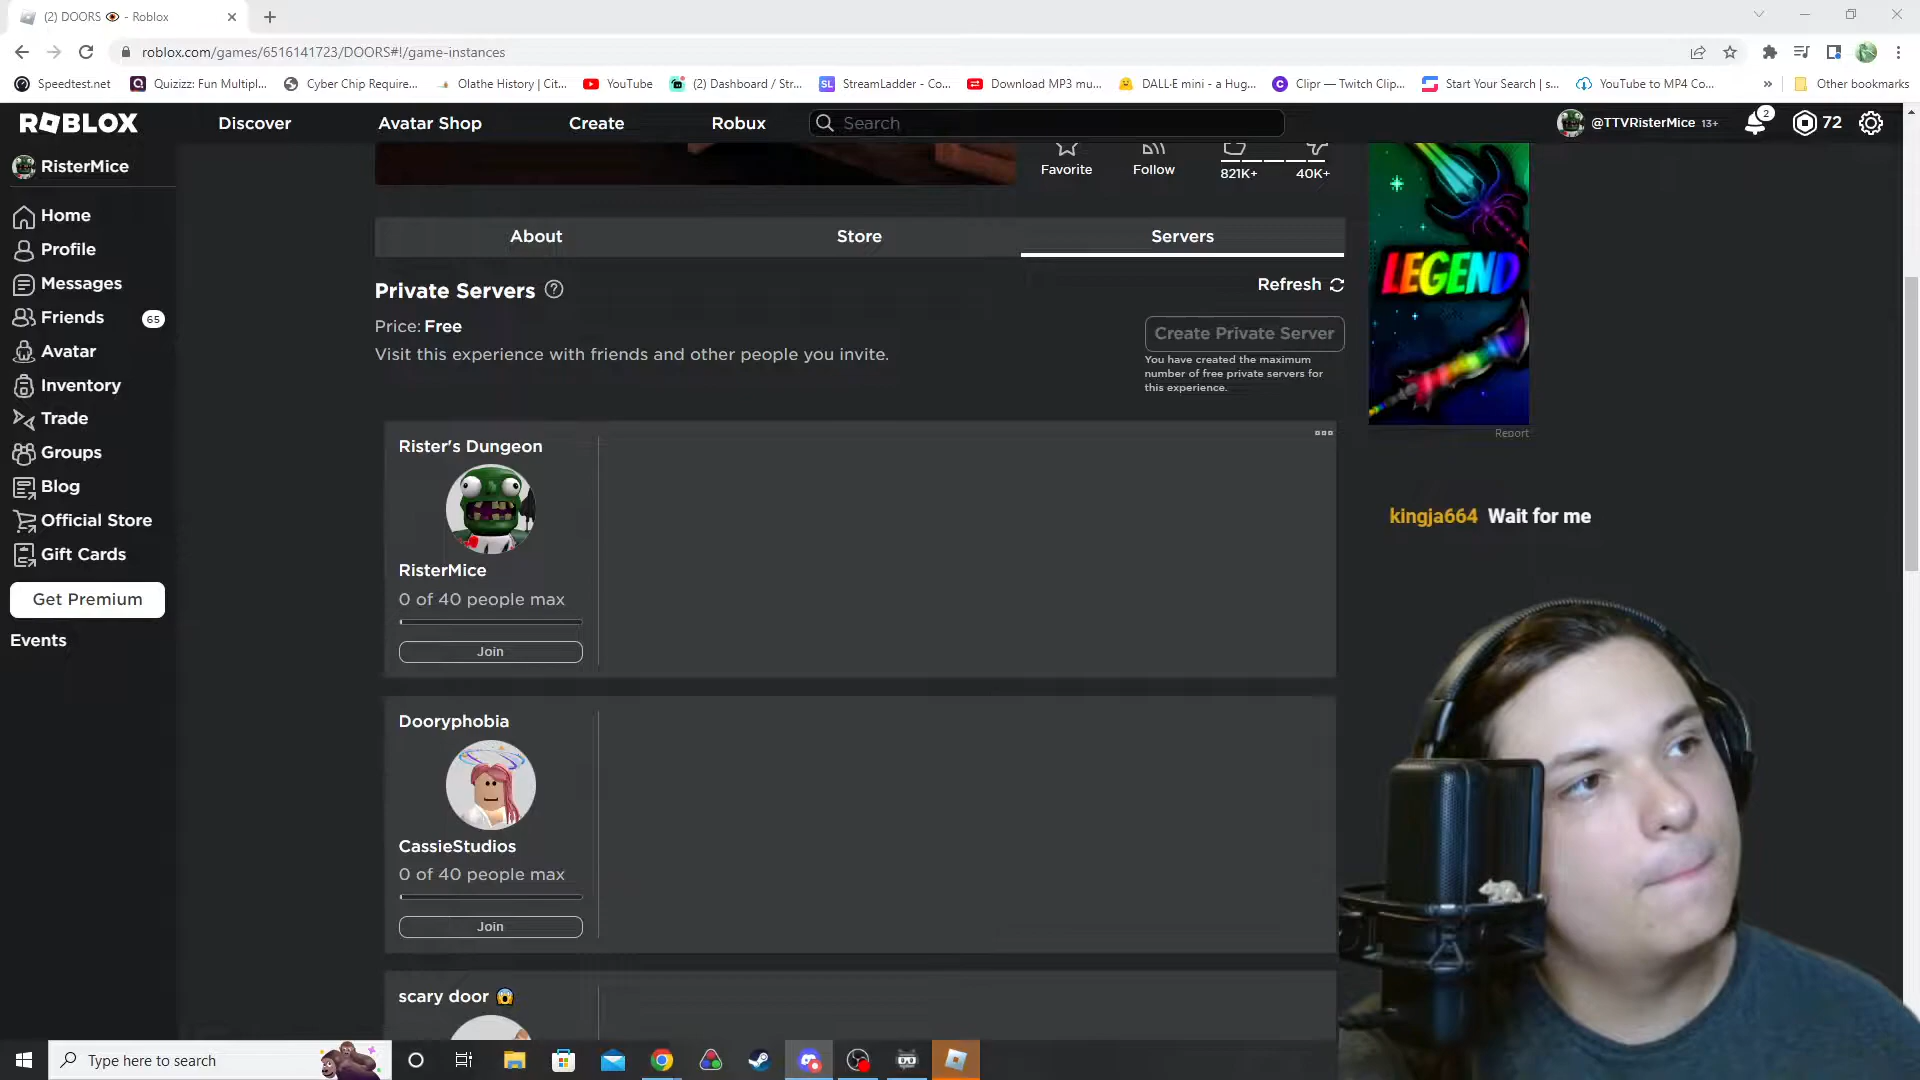 (2) DOORS 👁 - Roblox
roblox.com/games/6516141723/DOORS#!/game-instances
Speedtest.net
Quizizz: Fun Multipl...
Cyber Chip Require...
Olathe History | Cit...
YouTube
(2) Dashboard / Str...
StreamLadder - Co...
Download MP3 mu...
DALL·E mini - a Hug...
Clipr — Twitch Clip...
Start Your Search | s...
YouTube to MP4 Co...
»
Other bookmarks
ROBLOX
Discover
Avatar Shop
Create
Robux
Search
@TTVRisterMice 13+
2
72
RisterMice
Home
Profile
Messages
Friends 65
Avatar
Inventory
Trade
Groups
Blog
Official Store
Gift Cards
Get Premium
Events
Favorite
Follow
821K+
40K+
About
Store
Servers
Private Servers
Refresh
Price: Free
Visit this experience with friends and other people you invite.
Create Private Server
You have created the maximum
number of free private servers for
this experience.
LEGEND
Report
Rister's Dungeon
RisterMice
0 of 40 people max
Join
kingja664 Wait for me
Dooryphobia
CassieStudios
0 of 40 people max
Join
scary door 😱
Type here to search